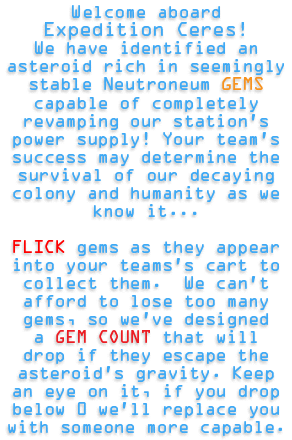 Welcome aboard
Expedition Ceres!
We have identified an
asteroid rich in seemingly
stable Neutroneum GEMS
capable of completely
revamping our station's
power supply! Your team's
success may determine the
survival of our decaying
colony and humanity as we
know it...
FLICK gems as they appear
into your teams's cart to
collect them. We can't
afford to lose too many
gems, so we've designed
a GEM COUNT that will
drop if they escape the
asteroid's gravity. Keep
an eye on it, if you drop
below 0 we'll replace you
with someone more capable.